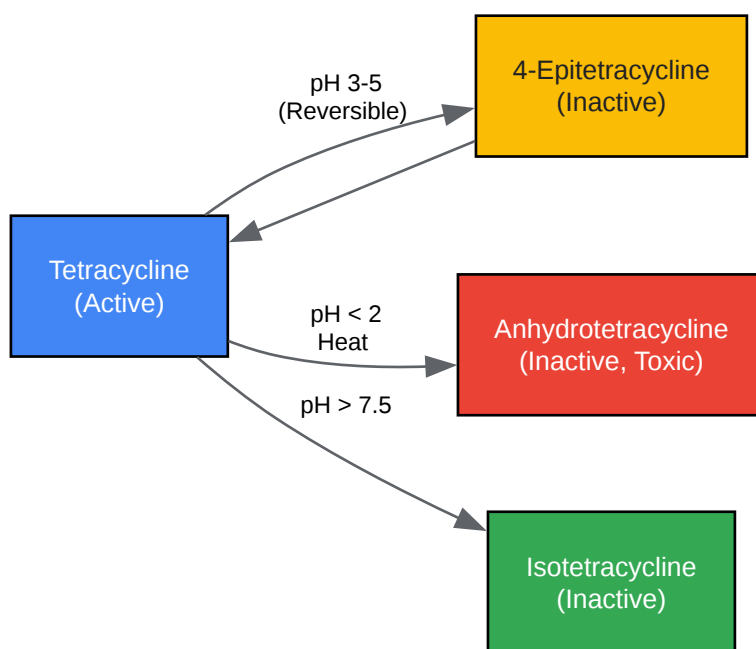 4-Epitetracycline
(Inactive)
pH 3-5
(Reversible)
Tetracycline
(Active)
pH < 2
Heat
Anhydrotetracycline
(Inactive, Toxic)
pH > 7.5
Isotetracycline
(Inactive)